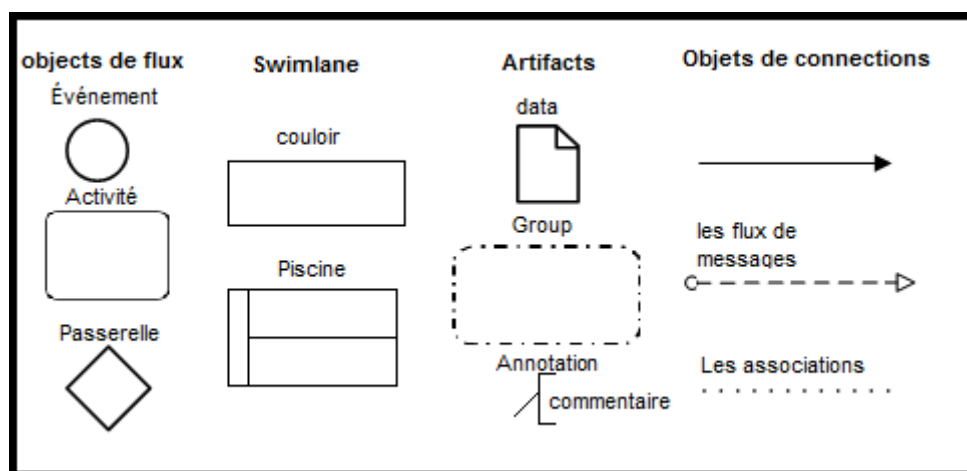 objects de flux
Événement
Activité
Passerelle
Swimlane
couloir
Piscine
Artifacts
data
Group
Annotation
commentaire
Objets de connections
les flux de
messages
Les associations